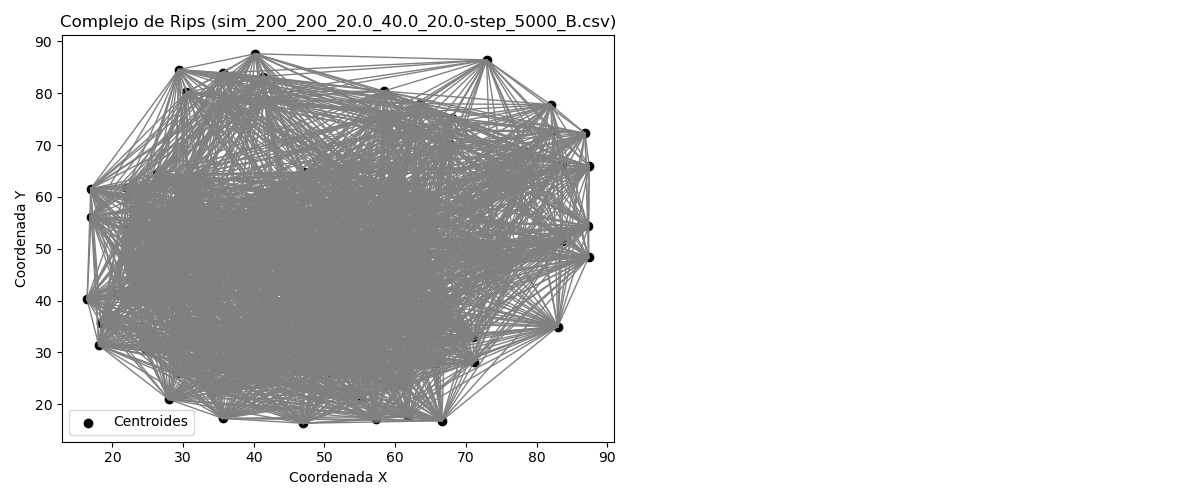 Complejo de Rips (sim_200_200_20.0_40.0_20.0-step_5000_B.csv)
90
80
70
60
50
40
30
20
Coordenada Y
Centroides
20 30 40 50 60 70 80 90
Coordenada X